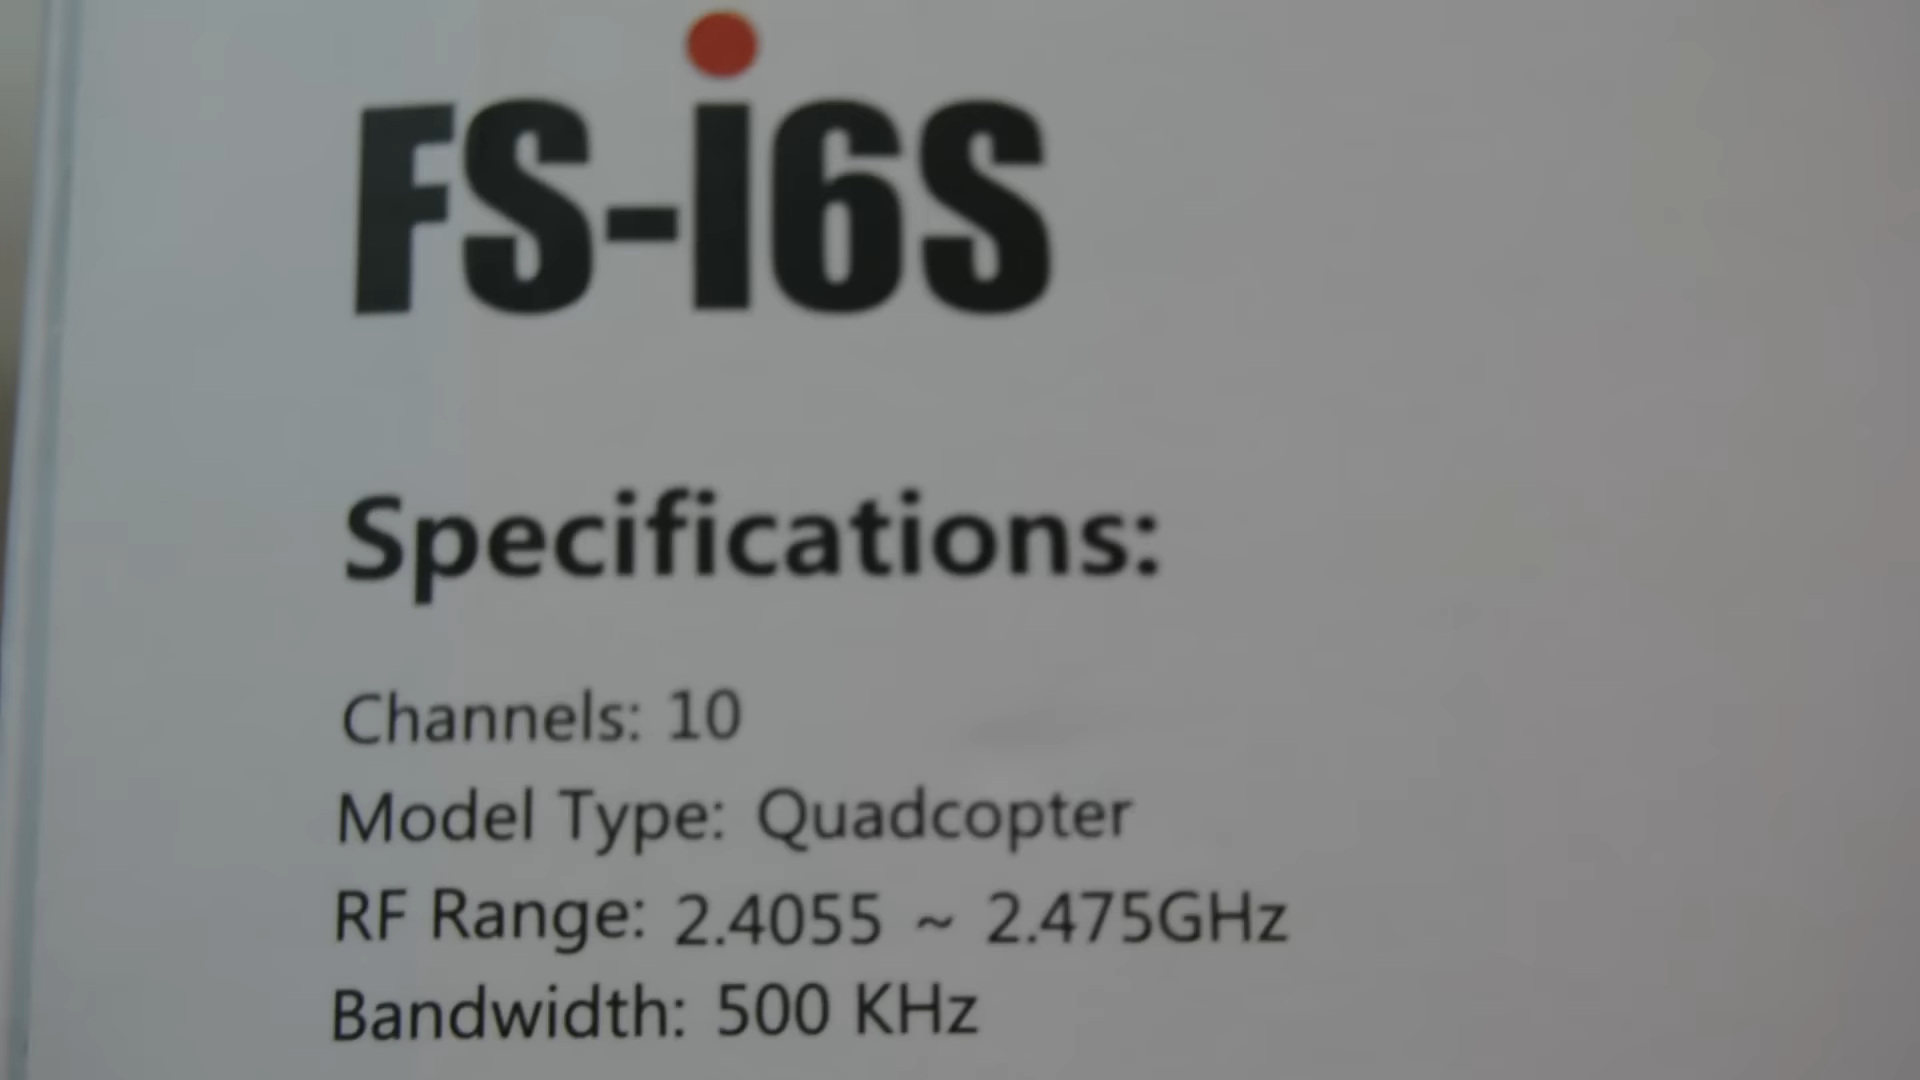 FS-i6S
Specifications:
Channels: 10
Model Type: Quadcopter
RF Range: 2.4055 ~ 2.475GHz
Bandwidth: 500 KHz